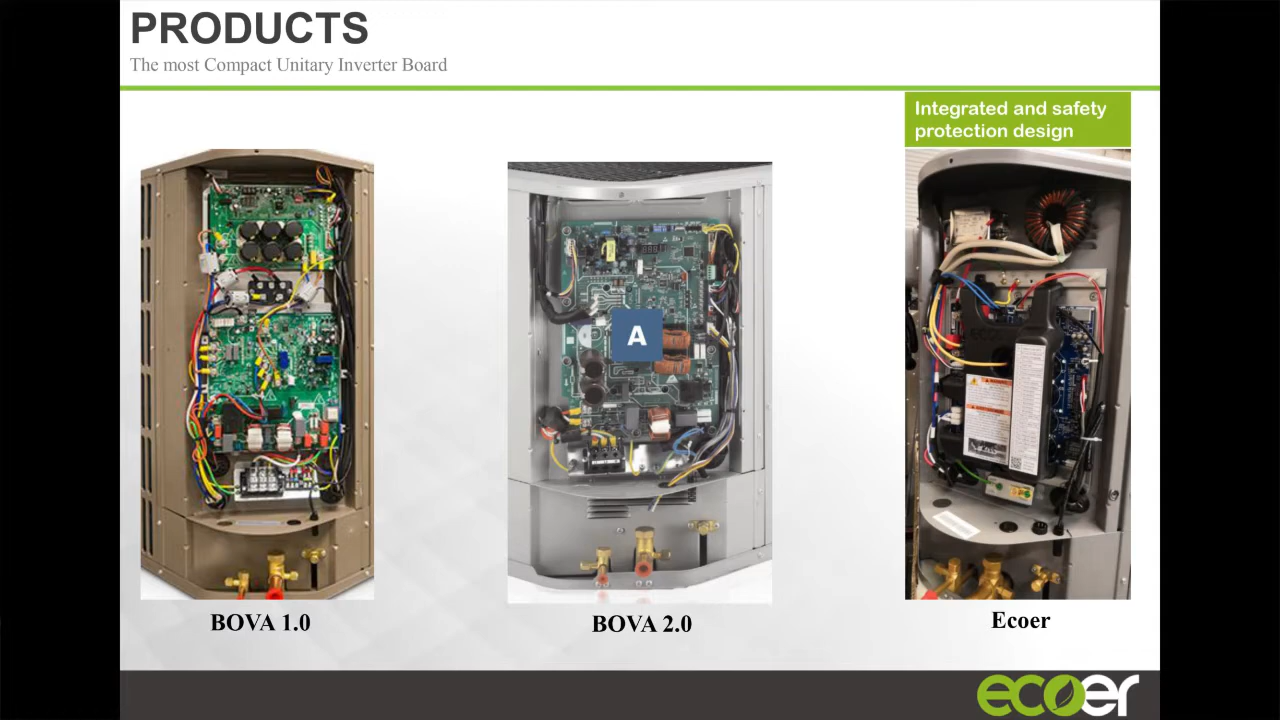 PRODUCTS
The most Compact Unitary Inverter Board
Integrated and safety
protection design
A
BOVA 1.0
BOVA 2.0
Ecoer
ecoer